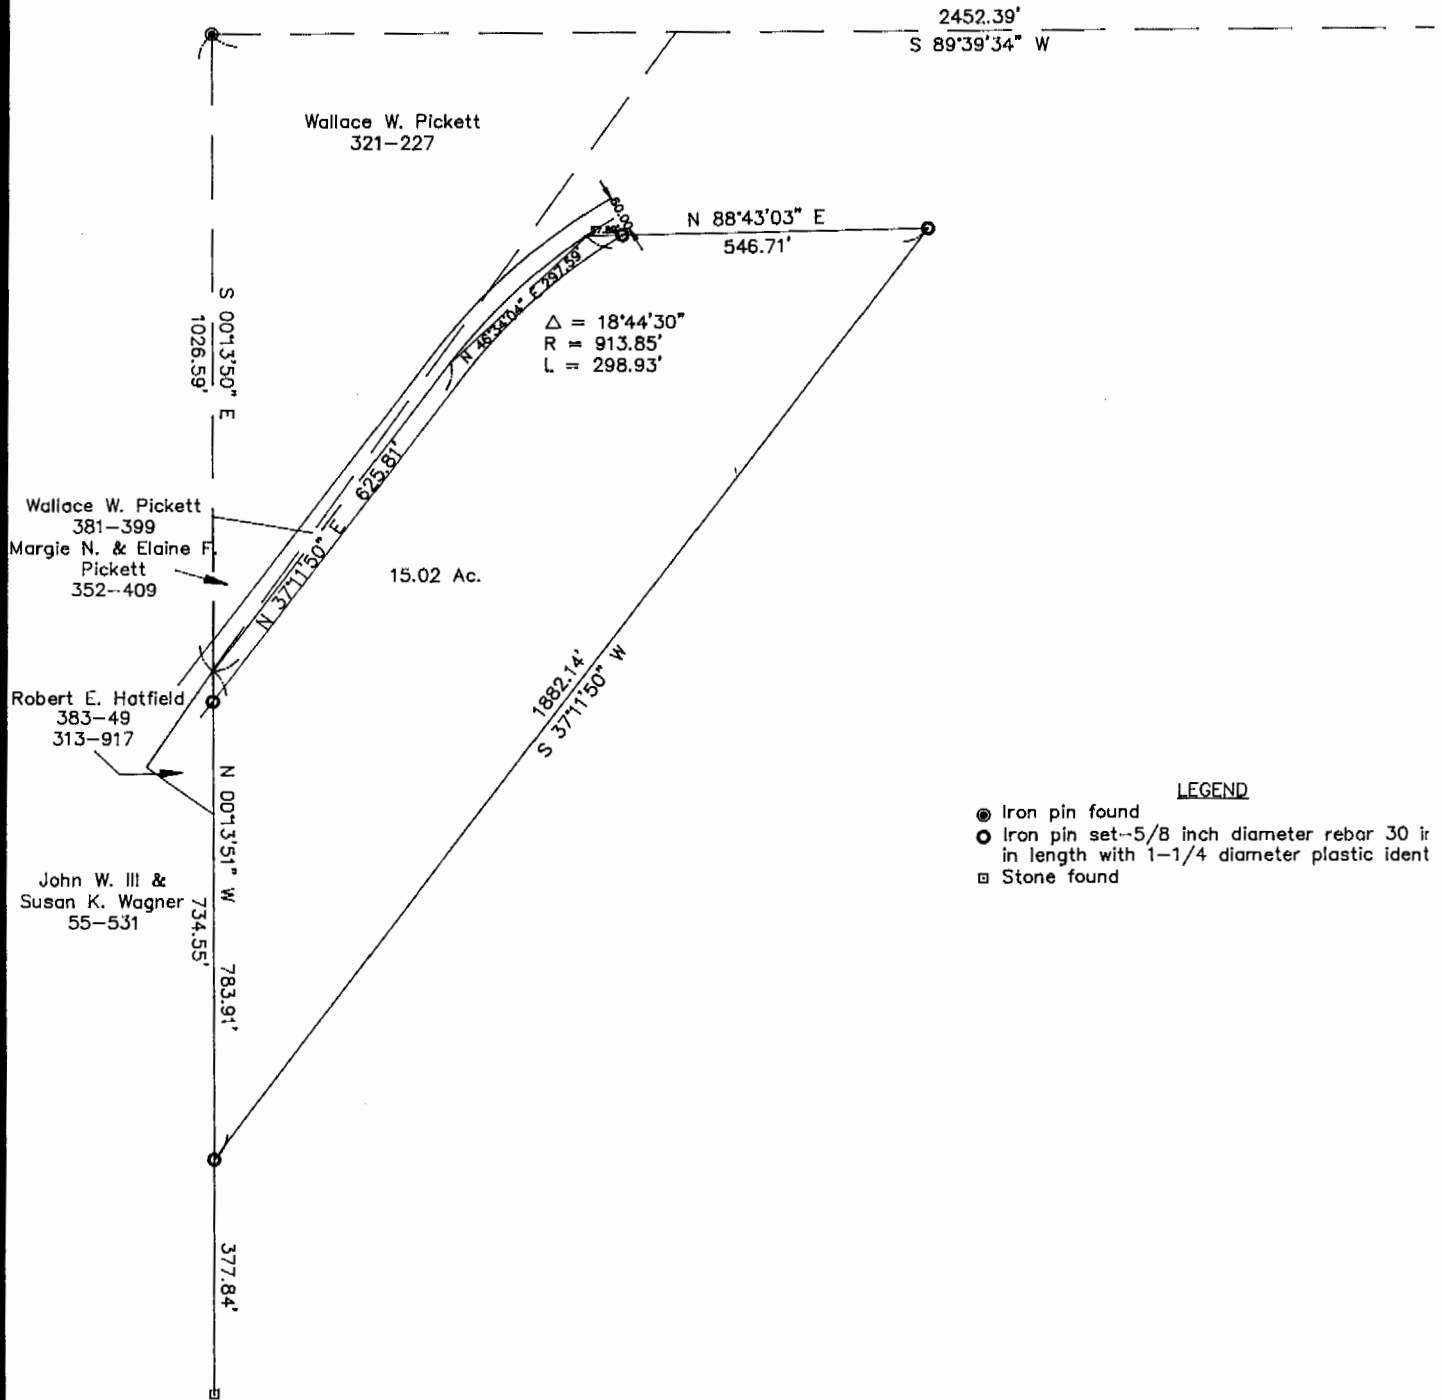 2452.39'
S 89°39'34" W
Wallace W. Pickett
321-227
60.00'
N 88°43'03" E
546.71'
N 46°34'04" E 297.59'
Δ = 18°44'30"
R = 913.85'
L = 298.93'
S 00°13'50" E
1026.59'
625.81'
N 37°11'50" E
Wallace W. Pickett
381-399
Margie N. & Elaine F.
Pickett
352-409
15.02 Ac.
1882.14'
S 37°11'50" W
Robert E. Hatfield
383-49
313-917
N 00°13'51" W 783.91'
734.55'
John W. III &
Susan K. Wagner
55-531
LEGEND
Iron pin found
Iron pin set-5/8 inch diameter rebar 30 in
in length with 1-1/4 diameter plastic ident
Stone found
377.84'